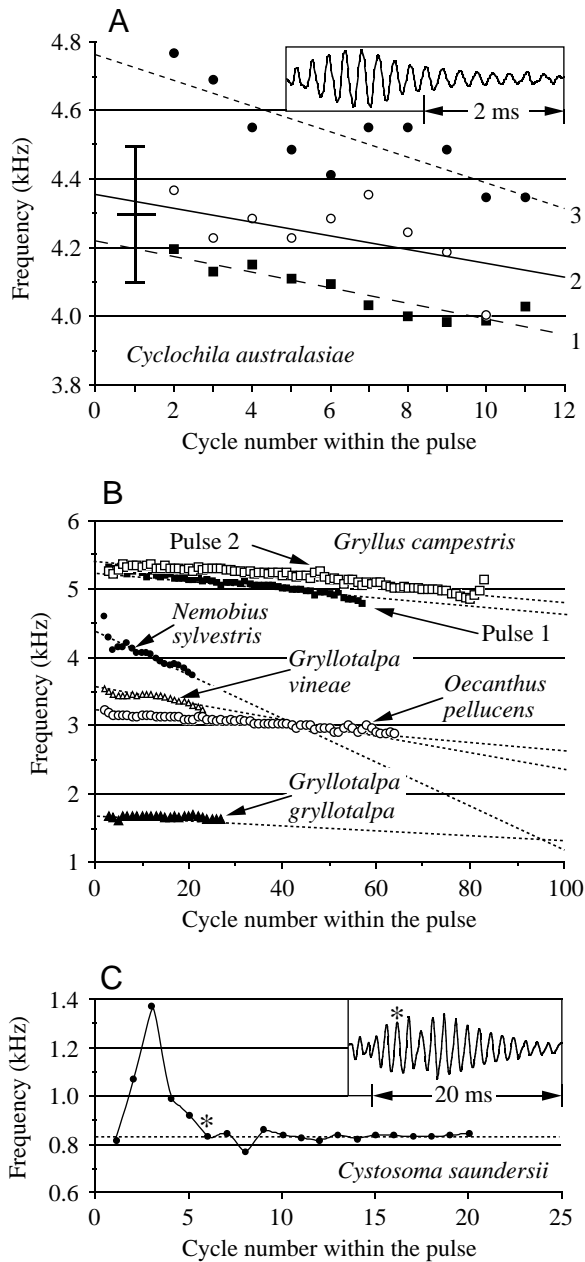 A
4.8
4.6
4.4
4.2
4.0
3.8
Frequency (kHz)
2 ms
3
2
1
Cyclochila australasiae
0 2 4 6 8 10 12
Cycle number within the pulse
B
6
5
4
3
2
1
Frequency (kHz)
Pulse 2
Gryllus campestris
Pulse 1
Nemobius
sylvestris
Gryllotalpa
vineae
Oecanthus
pellucens
Gryllotalpa
gryllotalpa
0 20 40 60 80 100
Cycle number within the pulse
C
1.4
1.2
1.0
0.8
0.6
Frequency (kHz)
*
*
20 ms
Cystosoma saundersii
0 5 10 15 20 25
Cycle number within the pulse